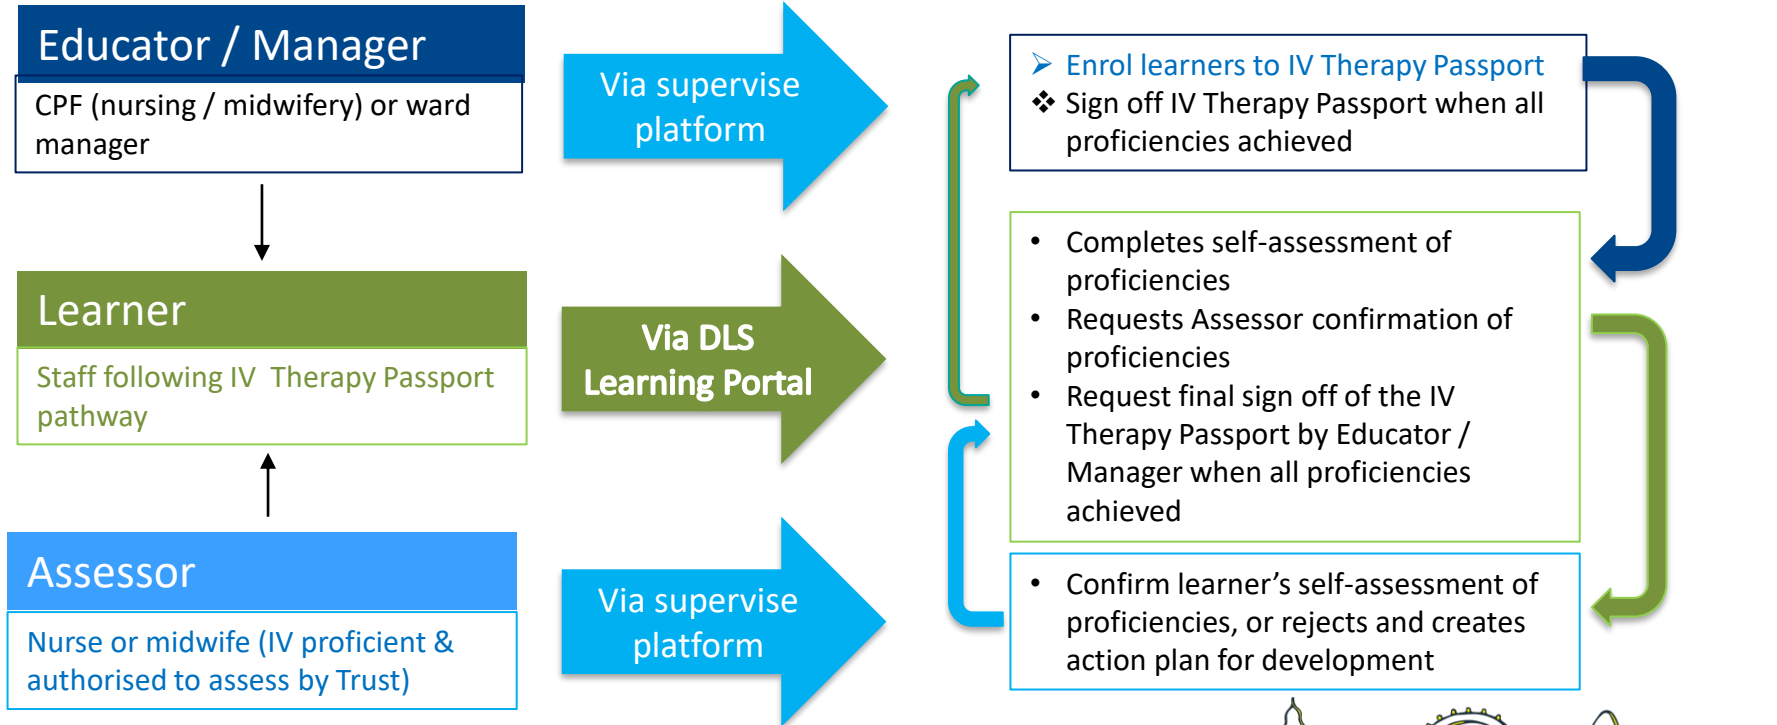 Educator / Manager
CPF (nursing / midwifery) or ward
manager
Via supervise
platform
➢ Enrol learners to IV Therapy Passport
❖ Sign off IV Therapy Passport when all
proficiencies achieved
Learner
Staff following IV Therapy Passport
pathway
Via DLS
Learning Portal
• Completes self-assessment of
proficiencies
• Requests Assessor confirmation of
proficiencies
• Request final sign off of the IV
Therapy Passport by Educator /
Manager when all proficiencies
achieved
Assessor
Nurse or midwife (IV proficient &
authorised to assess by Trust)
Via supervise
platform
• Confirm learner’s self-assessment of
proficiencies, or rejects and creates
action plan for development